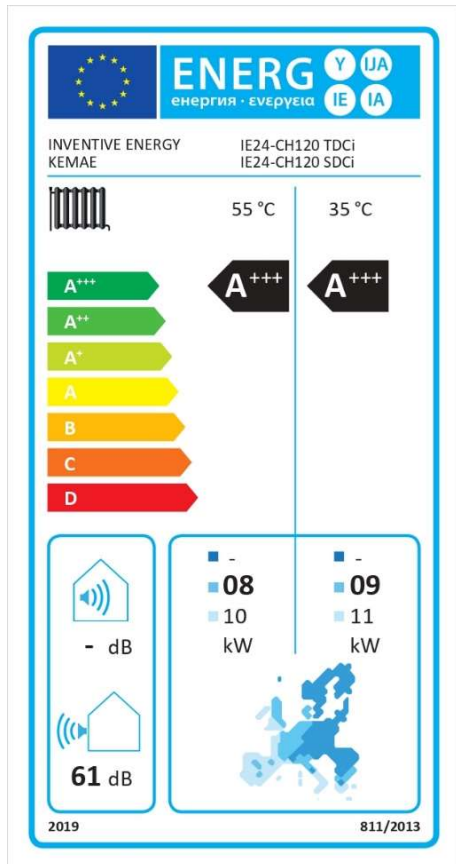 ENERG Y IJA
енергия · ενεργεια IE IA
INVENTIVE ENERGY IE24-CH120 TDCi
KEMAE IE24-CH120 SDCi
55 °C 35 °C
A+++ A+++ A+++
A++
A+
A
B
C
D
- -
08 09
10 11
kW kW
- dB
61 dB
2019 811/2013